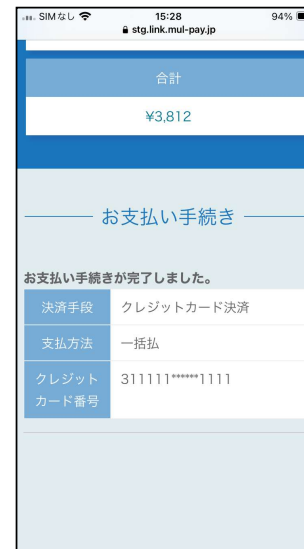 SIMなし 15:28 94%
stg.link.mul-pay.jp
合計
¥3,812
お支払い手続き
お支払い手続きが完了しました。
決済手段 クレジットカード決済
支払方法 一括払
クレジット 311111******1111
カード番号